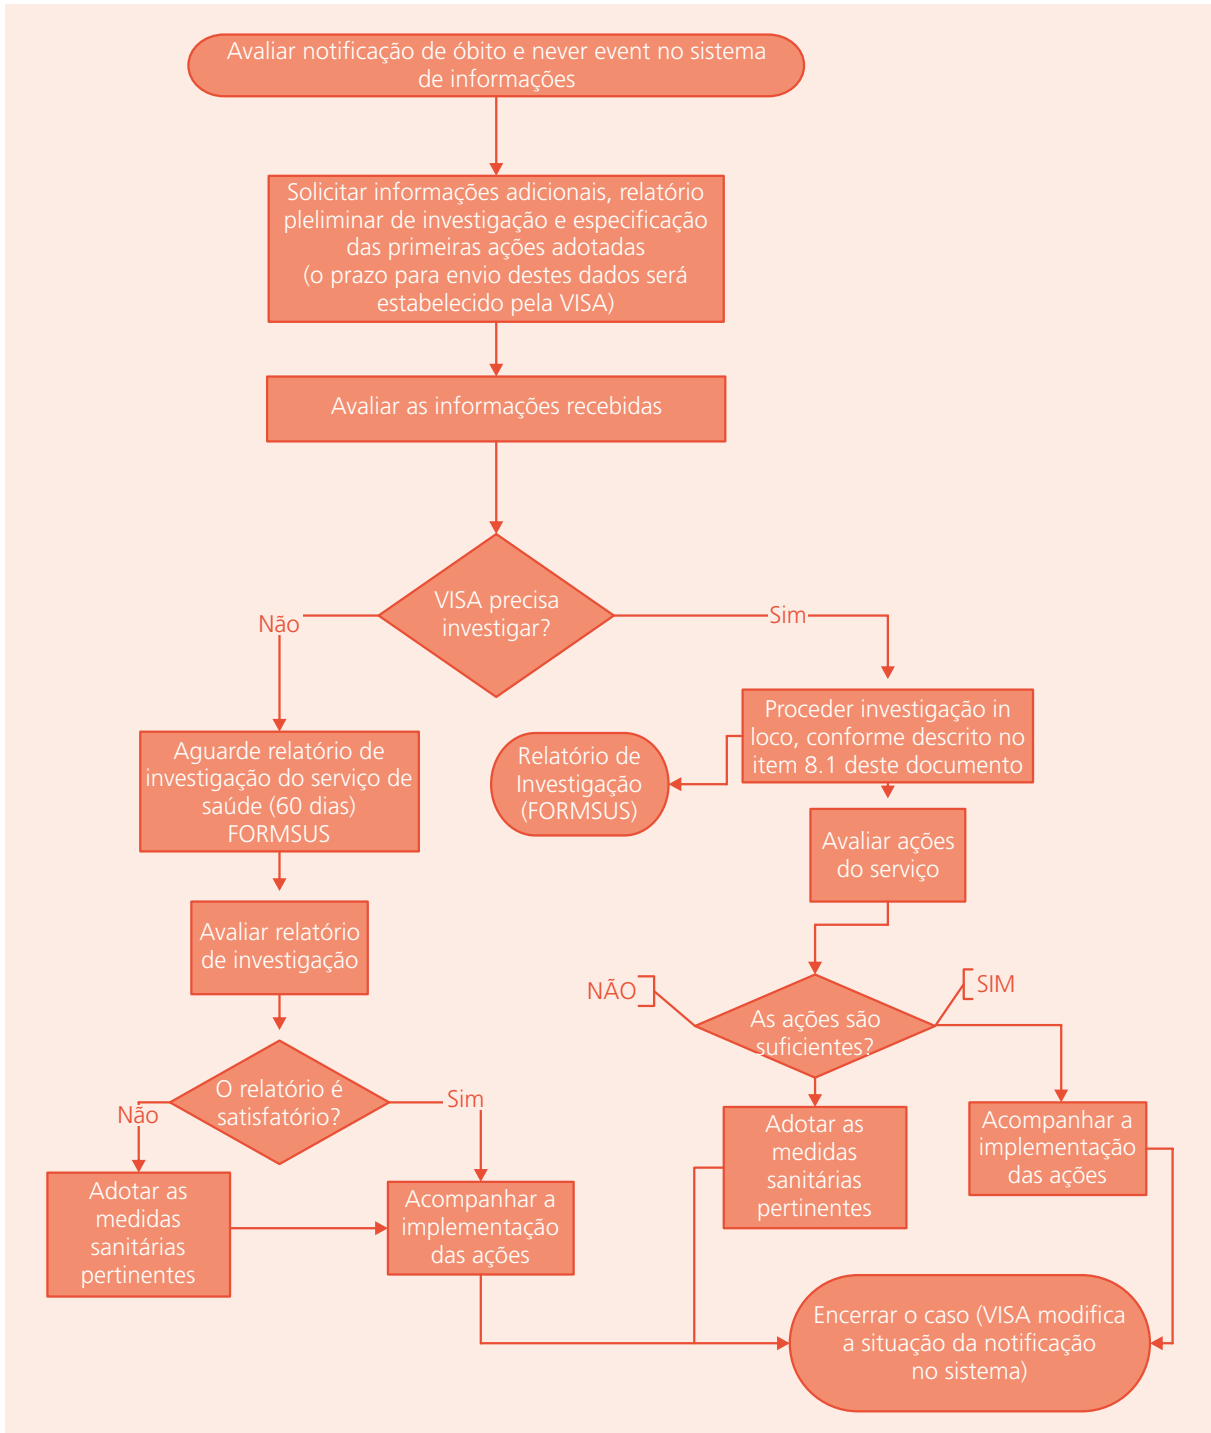 Avaliar notificação de óbito e never event no sistema
de informações
Solicitar informações adicionais, relatório
pleliminar de investigação e especificação
das primeiras ações adotadas
(o prazo para envio destes dados será
estabelecido pela VISA)
Avaliar as informações recebidas
VISA precisa
investigar?
Não
Sim
Aguarde relatório de
investigação do serviço de
saúde (60 dias)
FORMSUS
Relatório de
Investigação
(FORMSUS)
Proceder investigação in
loco, conforme descrito no
item 8.1 deste documento
Avaliar ações
do serviço
Avaliar relatório
de investigação
NÃO
SIM
As ações são
suficientes?
O relatório é
satisfatório?
Não
Sim
Adotar as
medidas
sanitárias
pertinentes
Acompanhar a
implementação
das ações
Adotar as
medidas
sanitárias
pertinentes
Acompanhar a
implementação
das ações
Encerrar o caso (VISA modifica
a situação da notificação
no sistema)